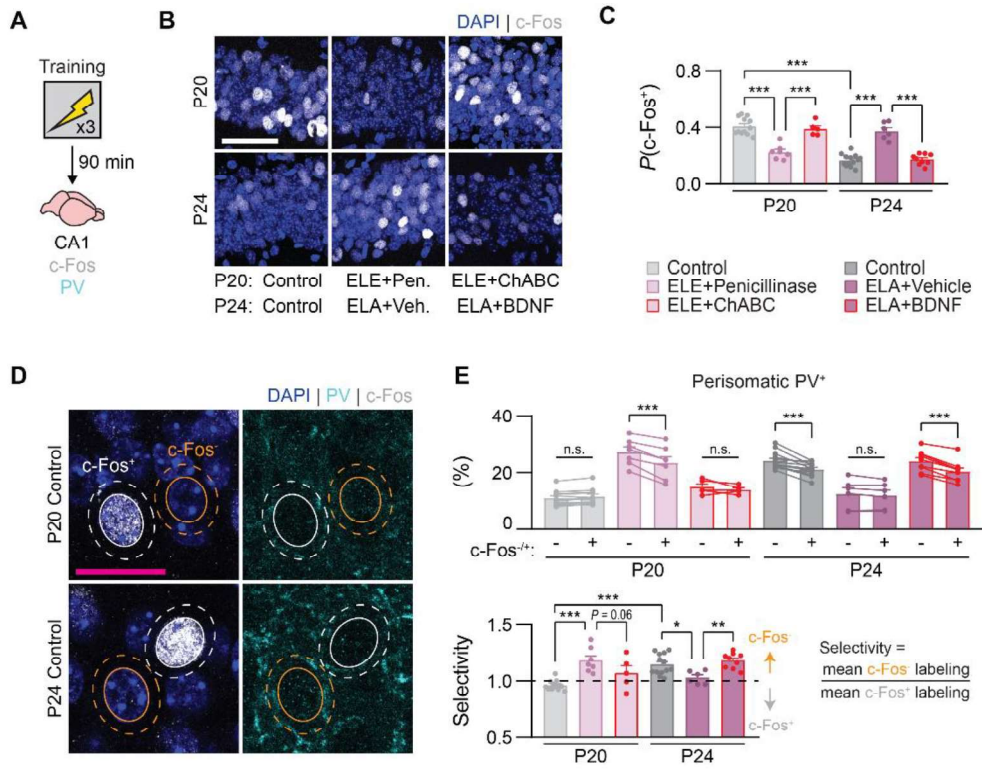 A
Training
x3
90 min
CA1
c-Fos
PV
B
DAPI | c-Fos
P20
P24
P20: Control ELE+Pen. ELE+ChABC
P24: Control ELA+Veh. ELA+BDNF
C
***
*** *** *** ***
P(c-Fos+)
0.8
0.4
0.0
P20 P24
Control
ELE+Penicillinase
ELE+ChABC
Control
ELA+Vehicle
ELA+BDNF
D
DAPI | PV | c-Fos
P20 Control
c-Fos+
c-Fos-
P24 Control
E
Perisomatic PV+
(%)
40
20
0
n.s. *** n.s. *** n.s. ***
c-Fos-/+: - + - + - + - + - + - +
P20 P24
***
*** P = 0.06 * **
Selectivity
1.5
1.0
0.5
c-Fos-
c-Fos+
P20 P24
Selectivity =
mean c-Fos- labeling
mean c-Fos+ labeling